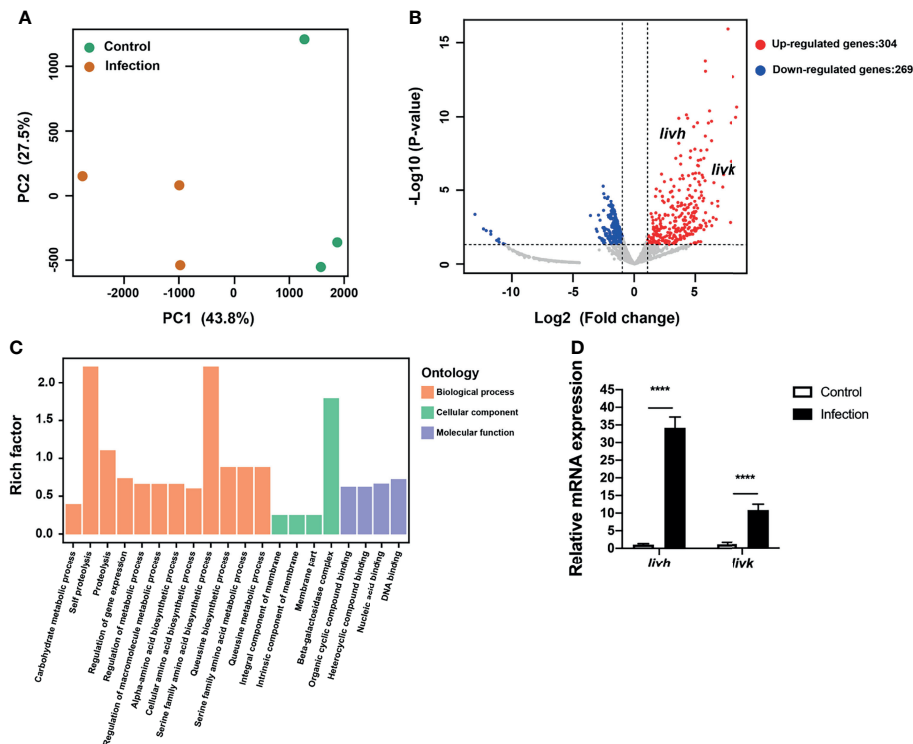 A
Control
Infection
1000
500
0
-500
-2000
-1000
0
1000
2000
PC2 (27.5%)
PC1 (43.8%)
B
15
10
5
0
-10
-5
0
5
-Log10 (P-value)
Log2 (Fold change)
livh
livk
Up-regulated genes:304
Down-regulated genes:269
C
Rich factor
2.0
1.5
1.0
0.5
0.0
Ontology
Biological process
Cellular component
Molecular function
Carbohydrate metabolic process
Self proteolysis
Proteolysis
Regulation of gene expression
Regulation of metabolic process
Regulation of macromolecule metabolic process
Alpha-amino acid biosynthetic process
Cellular amino acid biosynthetic process
Serine family amino acid biosynthetic process
Queusine biosynthetic process
Serine family amino acid metabolic process
Queusine metabolic process
Integral component of membrane
Intrinsic component of membrane
Membrane part
Beta-galactosidase complex
Organic cyclic compound binding
Heterocyclic compound binding
Nucleic acid binding
DNA binding
D
Relative mRNA expression
45
40
35
30
25
20
15
10
5
0
****
****
livh
livk
Control
Infection